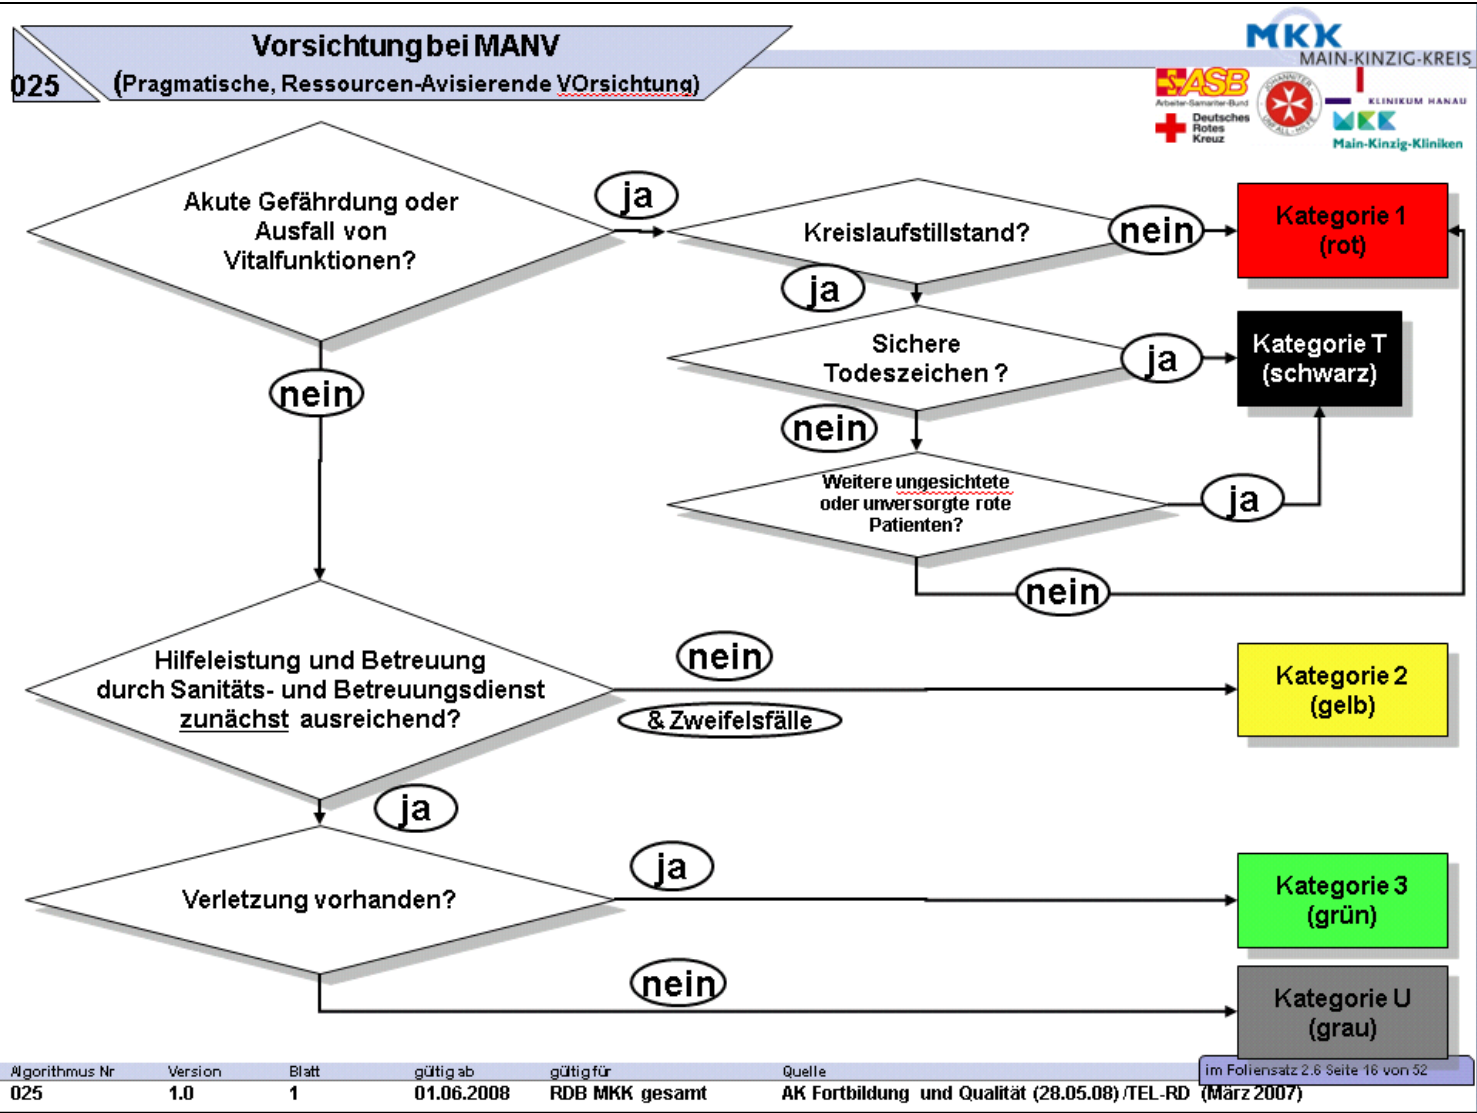 Vorsichtung bei MANV
025
(Pragmatische, Ressourcen-Avisierende VOrsichtung)
MKK
MAIN-KINZIG-KREIS
ASB
Arbeiter-Samariter-Bund
Deutsches
Rotes
Kreuz
JOHANNITER
UNFALL-HILFE
KLINIKUM HANAU
MKK
Main-Kinzig-Kliniken
Akute Gefährdung oder
Ausfall von
Vitalfunktionen?
ja
Kreislaufstillstand?
nein
Kategorie 1
(rot)
ja
Sichere
Todeszeichen ?
ja
Kategorie T
(schwarz)
nein
nein
Weitere ungesichtete
oder unversorgte rote
Patienten?
ja
nein
Hilfeleistung und Betreuung
durch Sanitäts- und Betreuungsdienst
zunächst ausreichend?
nein
& Zweifelsfälle
Kategorie 2
(gelb)
ja
Verletzung vorhanden?
ja
Kategorie 3
(grün)
nein
Kategorie U
(grau)
Algorithmus Nr Version Blatt gültig ab gültig für Quelle im Foliensatz 2.6 Seite 16 von 52
025 1.0 1 01.06.2008 RDB MKK gesamt AK Fortbildung und Qualität (28.05.08) /TEL-RD (März 2007)